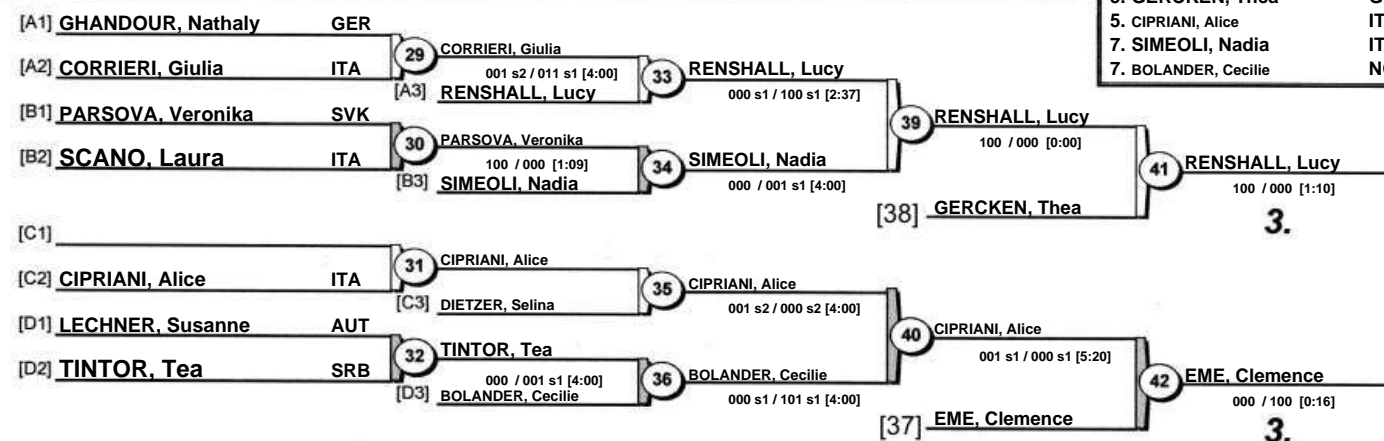 GERCKEN, Thea
5. CIPRIANI, Alice IT
7. SIMEOLI, Nadia IT
7. BOLANDER, Cecilie
[A1] GHANDOUR, Nathaly GER
29
CORRIERI, Giulia
[A2] CORRIERI, Giulia ITA
001 s2 / 011 s1 [4:00]
[A3] RENSHALL, Lucy
33
RENSHALL, Lucy
000 s1 / 100 s1 [2:37]
[B1] PARSOVA, Veronika SVK
30
PARSOVA, Veronika
[B2] SCANO, Laura ITA
100 / 000 [1:09]
[B3] SIMEOLI, Nadia
34
SIMEOLI, Nadia
000 / 001 s1 [4:00]
39
RENSHALL, Lucy
100 / 000 [0:00]
[38] GERCKEN, Thea
41
RENSHALL, Lucy
100 / 000 [1:10]
3.
[C1]
31
CIPRIANI, Alice
[C2] CIPRIANI, Alice ITA
[C3] DIETZER, Selina
35
CIPRIANI, Alice
001 s2 / 000 s2 [4:00]
[D1] LECHNER, Susanne AUT
32
TINTOR, Tea
[D2] TINTOR, Tea SRB
000 / 001 s1 [4:00]
[D3] BOLANDER, Cecilie
36
BOLANDER, Cecilie
000 s1 / 101 s1 [4:00]
40
CIPRIANI, Alice
001 s1 / 000 s1 [5:20]
[37] EME, Clemence
42
EME, Clemence
000 / 100 [0:16]
3.